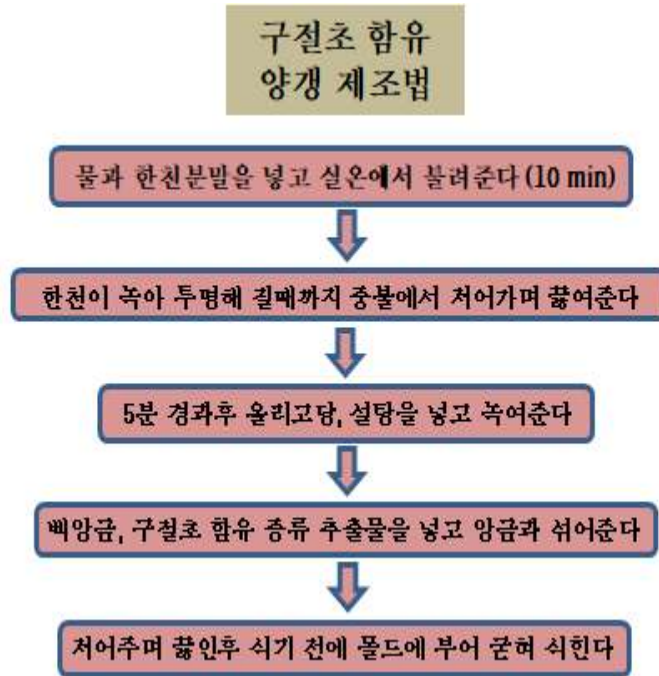 구절초 함유
양갱 제조법
물과 한천분말을 넣고 실온에서 불려준다 (10 min)
한천이 녹아 투명해 질때까지 중불에서 저어가며 끓여준다
5분 경과후 올리고당, 설탕을 넣고 녹여준다
삐앙금, 구절초 함유 증류 추출물을 넣고 앙금과 섞어준다
저어주며 끓인후 식기 전에 몰드에 부어 굳혀 식힌다